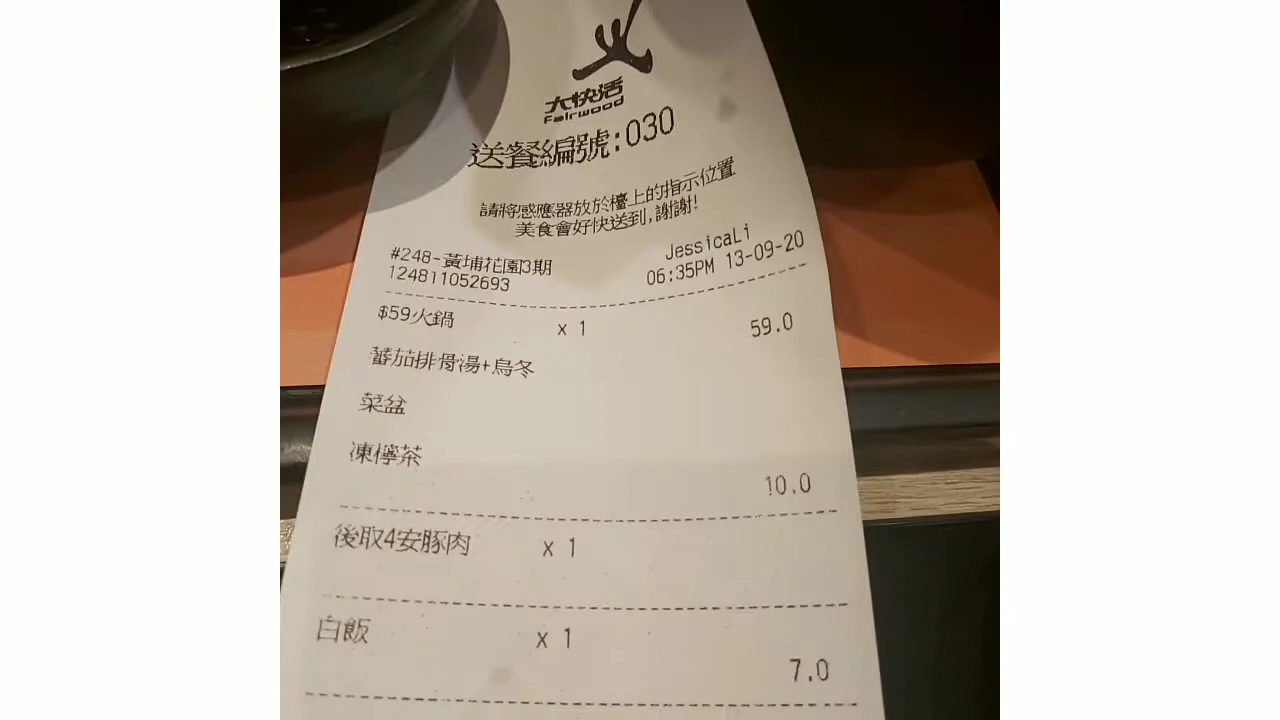 大快活
Fairwood
送餐編號:030
請將感應器放於檯上的指示位置
美食會好快送到,謝謝!
#248-黃埔花園3期 JessicaLi
124811052693 06:35PM 13-09-20
$59火鍋 x 1 59.0
蕃茄排骨湯+烏冬
菜盆
凍檸茶
10.0
後取4安豚肉 x 1
白飯 x 1
7.0